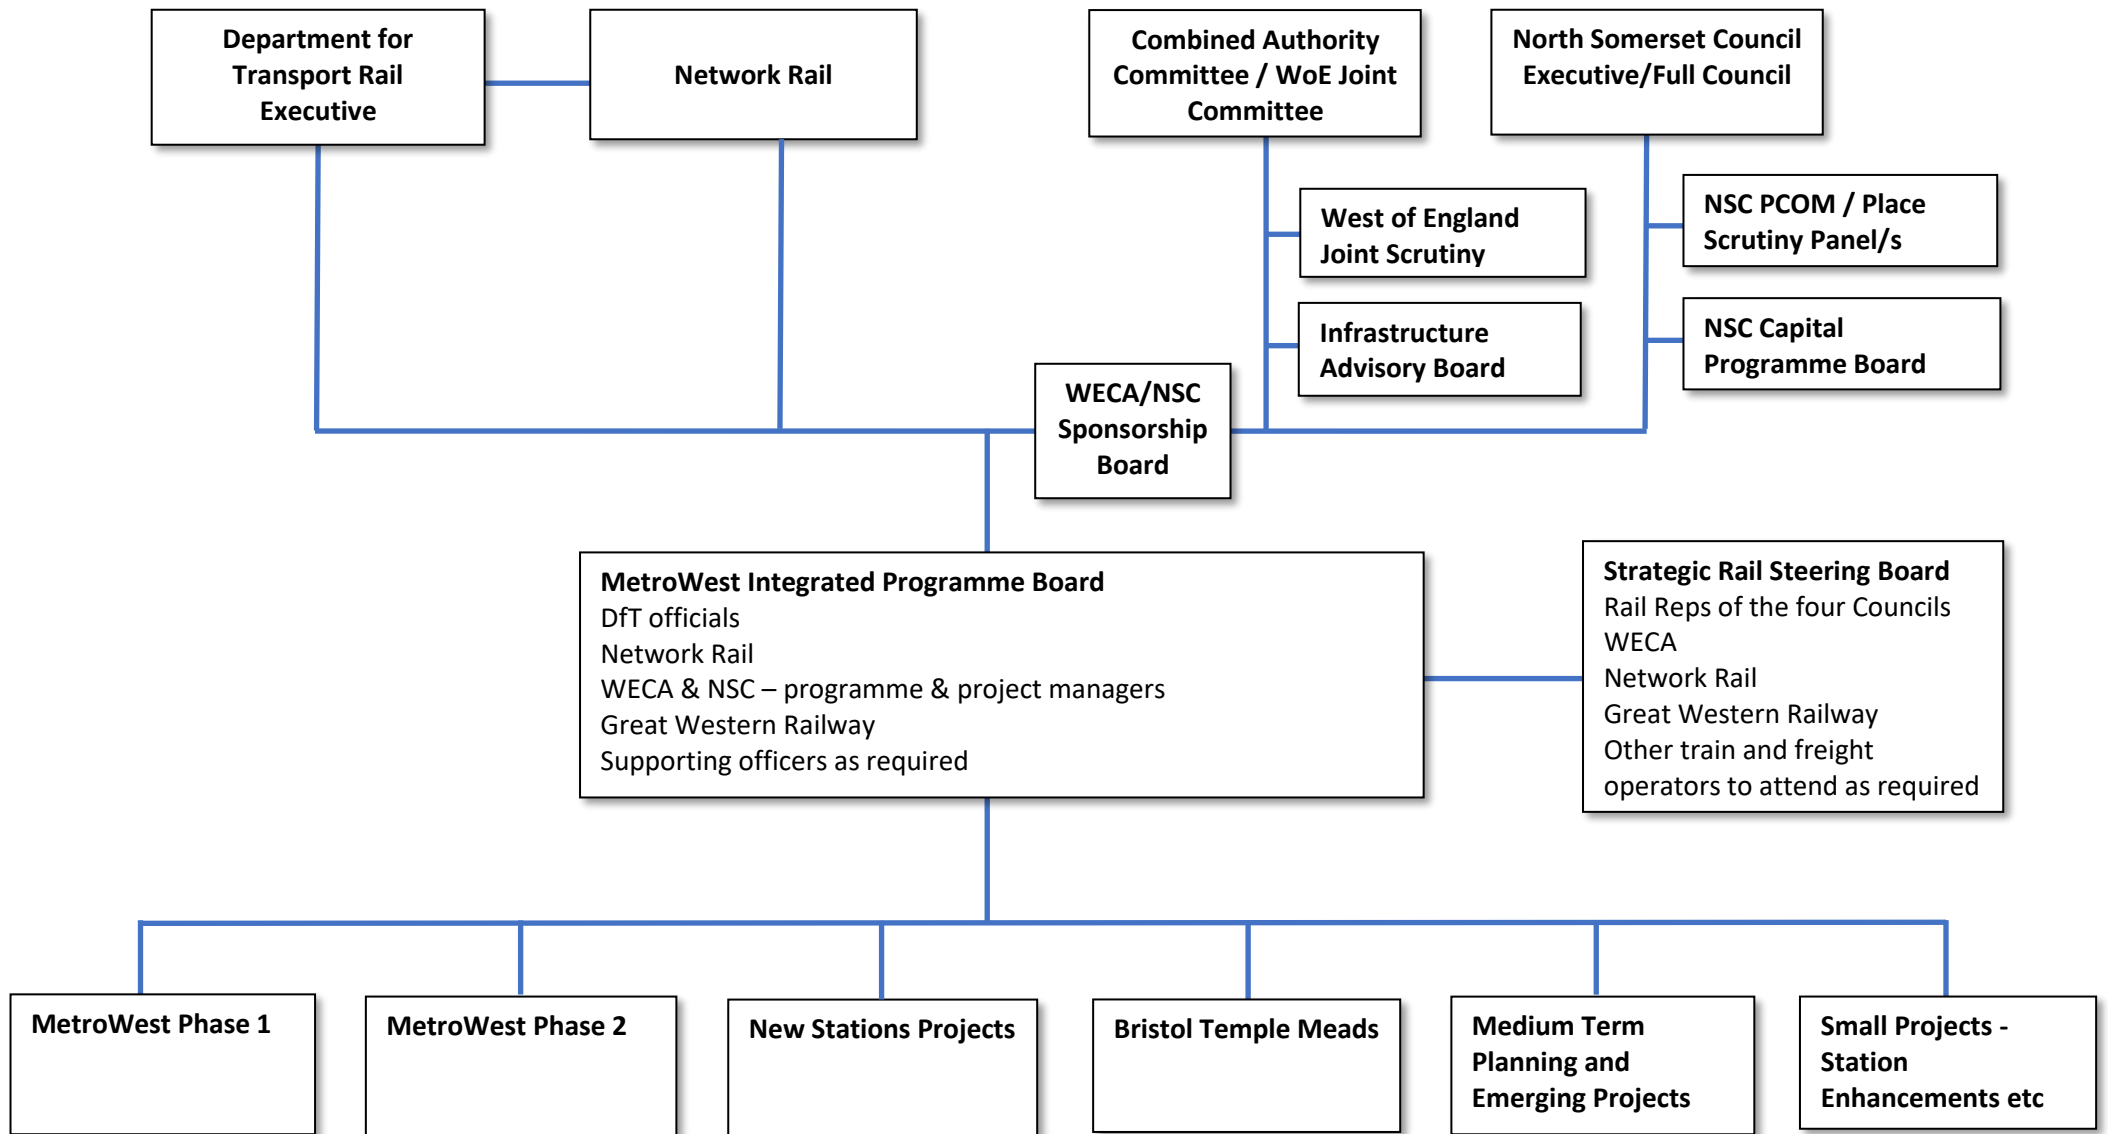 Department for
Transport Rail
Executive
Network Rail
Combined Authority
Committee / WoE Joint
Committee
North Somerset Council
Executive/Full Council
West of England
Joint Scrutiny
NSC PCOM / Place
Scrutiny Panel/s
Infrastructure
Advisory Board
NSC Capital
Programme Board
WECA/NSC
Sponsorship
Board
MetroWest Integrated Programme Board
DfT officials
Network Rail
WECA & NSC – programme & project managers
Great Western Railway
Supporting officers as required
Strategic Rail Steering Board
Rail Reps of the four Councils
WECA
Network Rail
Great Western Railway
Other train and freight
operators to attend as required
MetroWest Phase 1
MetroWest Phase 2
New Stations Projects
Bristol Temple Meads
Medium Term
Planning and
Emerging Projects
Small Projects -
Station
Enhancements etc